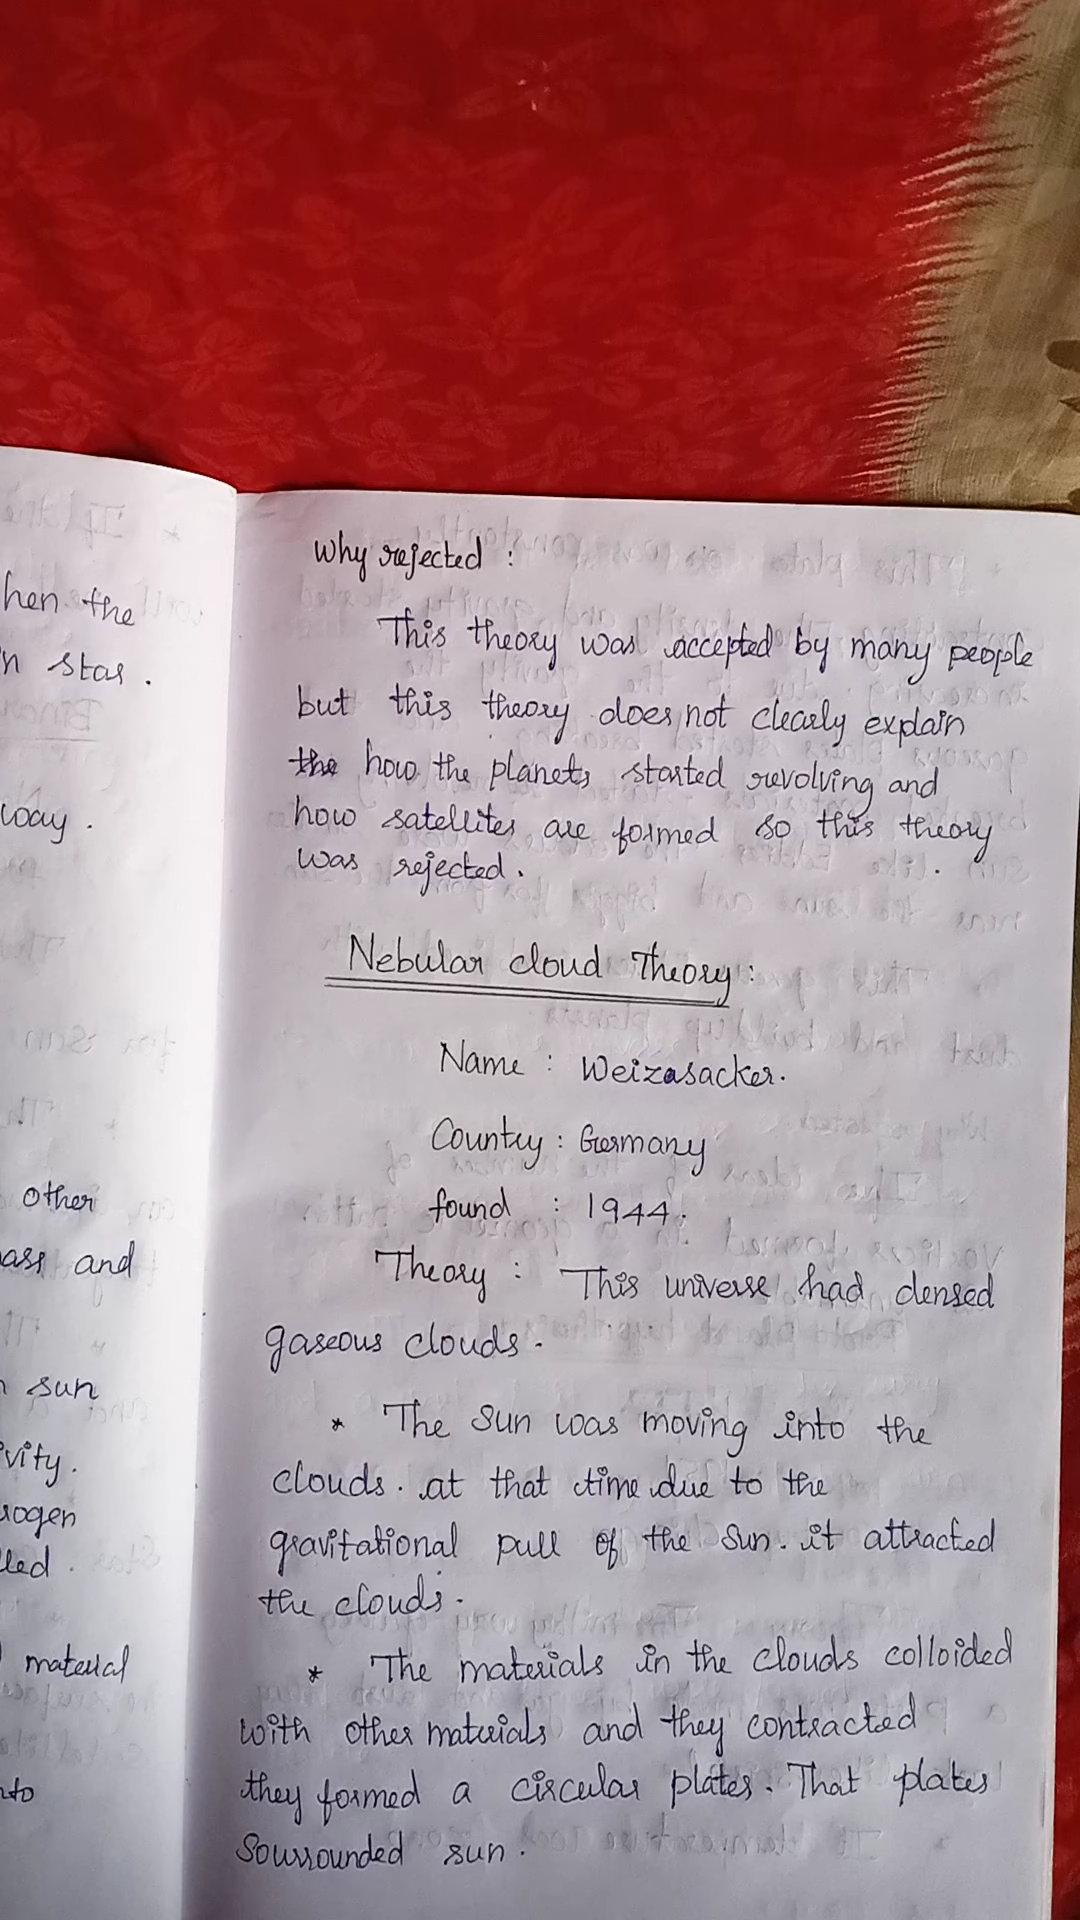 hen the
n star.
way.
other
ass and
n sun
vity.
rogen
lled.
material
nto
Why rejected :
This theory was accepted by many people
but this theory does not clearly explain
the how the planets started revolving and
how satellites are formed so this theory
was rejected.
Nebular cloud Theory :
Name : Weizasacker.
Country : Germany
found : 1944.
Theory : This universe had densed
gaseous clouds.
* The sun was moving into the
clouds. at that time due to the
gravitational pull of the sun. it attracted
the clouds.
* The materials in the clouds colloided
with other materials and they contracted
they formed a circular plates. That plates
sourrounded sun.